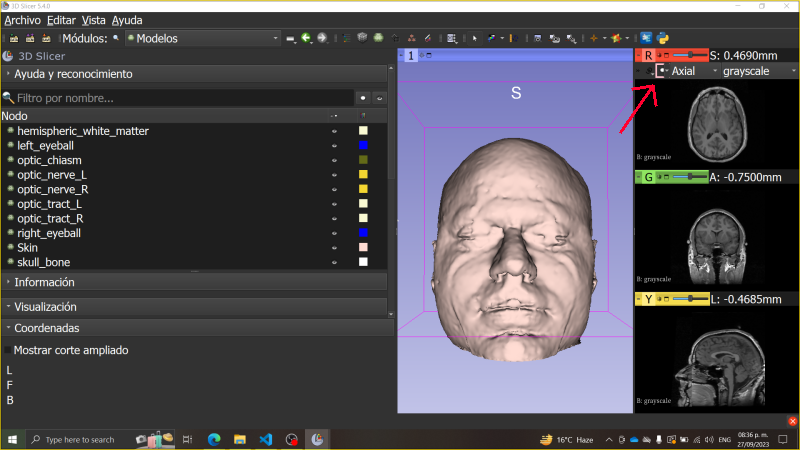 3D Slicer 5.4.0
Archivo Editar Vista Ayuda
Módulos: Modelos
3D Slicer
Ayuda y reconocimiento
Filtro por nombre...
Nodo
hemispheric_white_matter
left_eyeball
optic_chiasm
optic_nerve_L
optic_nerve_R
optic_tract_L
optic_tract_R
right_eyeball
Skin
skull_bone
Información
Visualización
Coordenadas
Mostrar corte ampliado
L
F
B
1
S
R S: 0.4690mm
Axial grayscale
B: grayscale
G A: -0.7500mm
B: grayscale
Y L: -0.4685mm
B: grayscale
Type here to search
16°C Haze
ENG
08:36 p. m.
27/09/2023